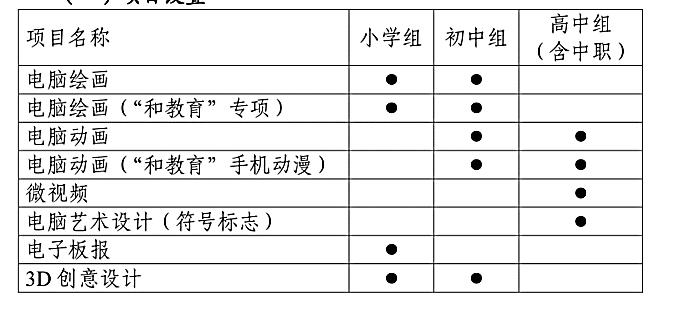 项目名称 小学组 初中组 高中组
（含中职）
电脑绘画 ● ●
电脑绘画（“和教育”专项） ● ●
电脑动画 ● ●
电脑动画（“和教育”手机动漫） ● ●
微视频 ●
电脑艺术设计（符号标志） ●
电子板报 ●
3D 创意设计 ● ●